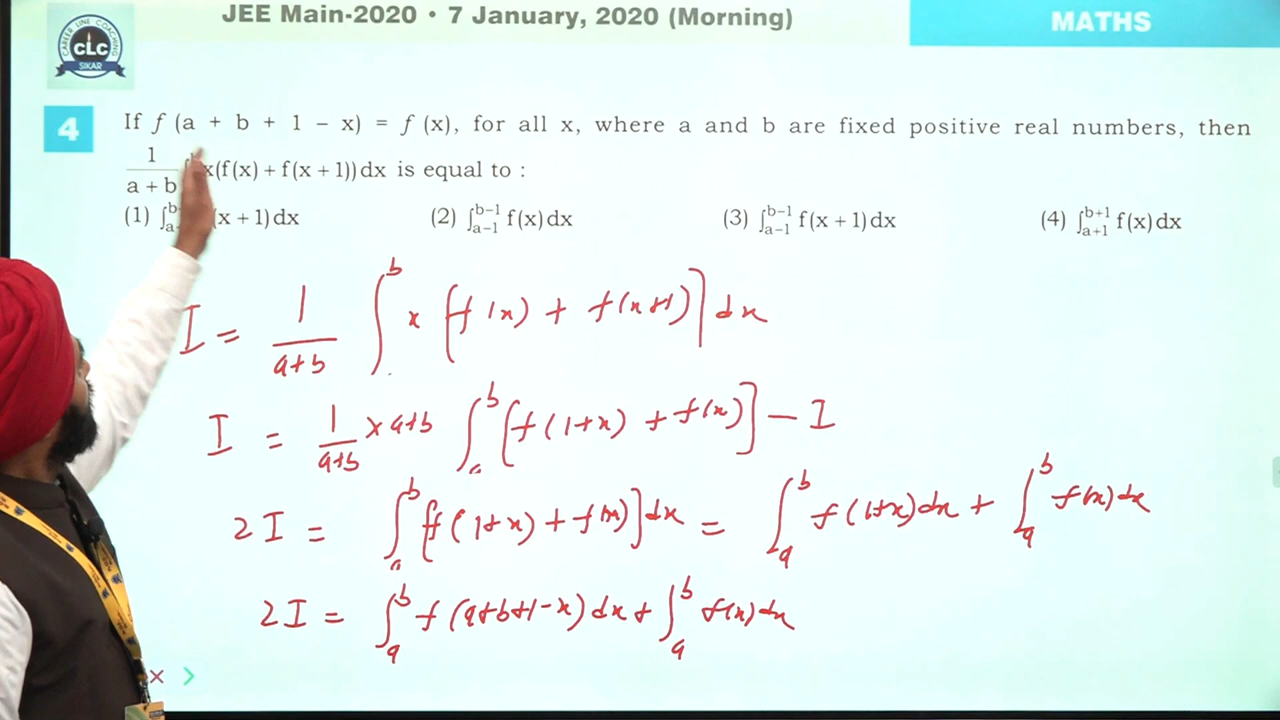 JEE Main-2020 • 7 January, 2020 (Morning)
MATHS
CAREER LINE COACHING
CLC
SIKAR
4
If f (a + b + 1 – x) = f (x), for all x, where a and b are fixed positive real numbers, then
1/(a + b) x(f(x) + f(x + 1)) dx is equal to :
(1) ∫ (x + 1) dx (2) ∫_{a–1}^{b–1} f(x) dx (3) ∫_{a–1}^{b–1} f(x + 1) dx (4) ∫_{a+1}^{b+1} f(x) dx
I = 1/(a+b) ∫^b x [f(x) + f(x+1)] dx
I = 1/(a+b) × a+b ∫_a^b [f(1+x) + f(x)] – I
2I = ∫_a^b [f(1+x) + f(x)] dx = ∫_a^b f(1+x) dx + ∫_a^b f(x) dx
2I = ∫_a^b f(a+b+1-x) dx + ∫_a^b f(x) dx